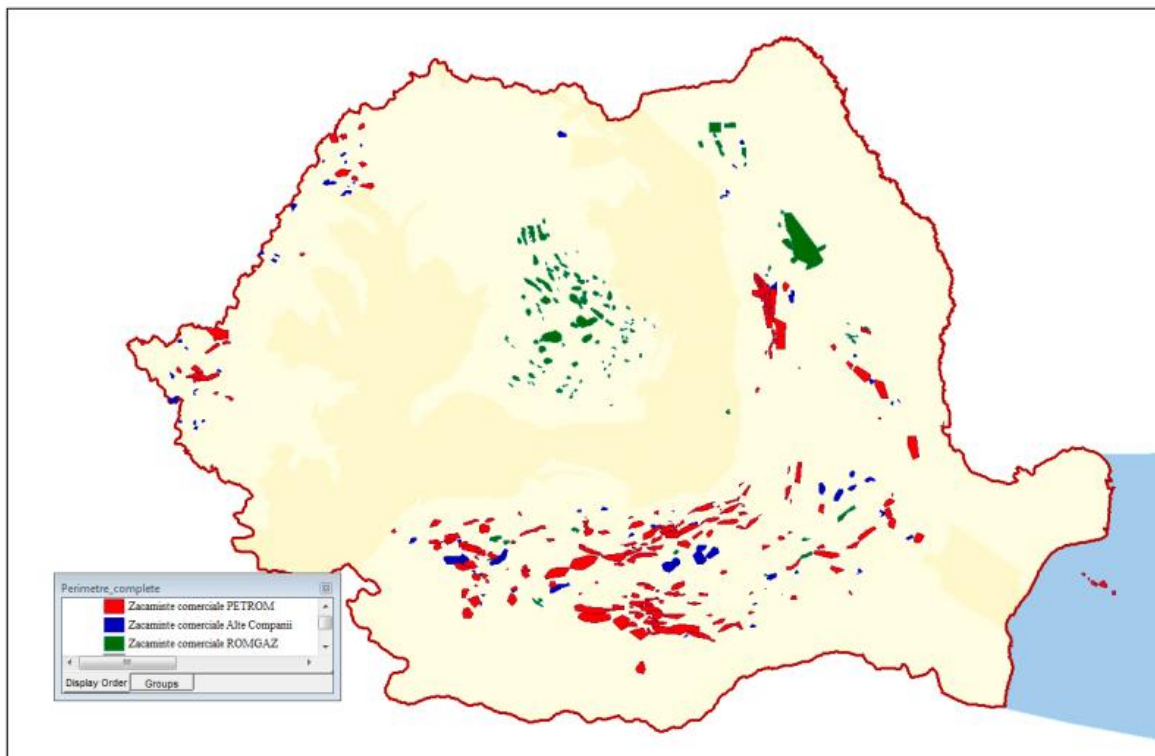 Perimetre_complete
Zacaminte comerciale PETROM
Zacaminte comerciale Alte Companii
Zacaminte comerciale ROMGAZ
Display Order
Groups